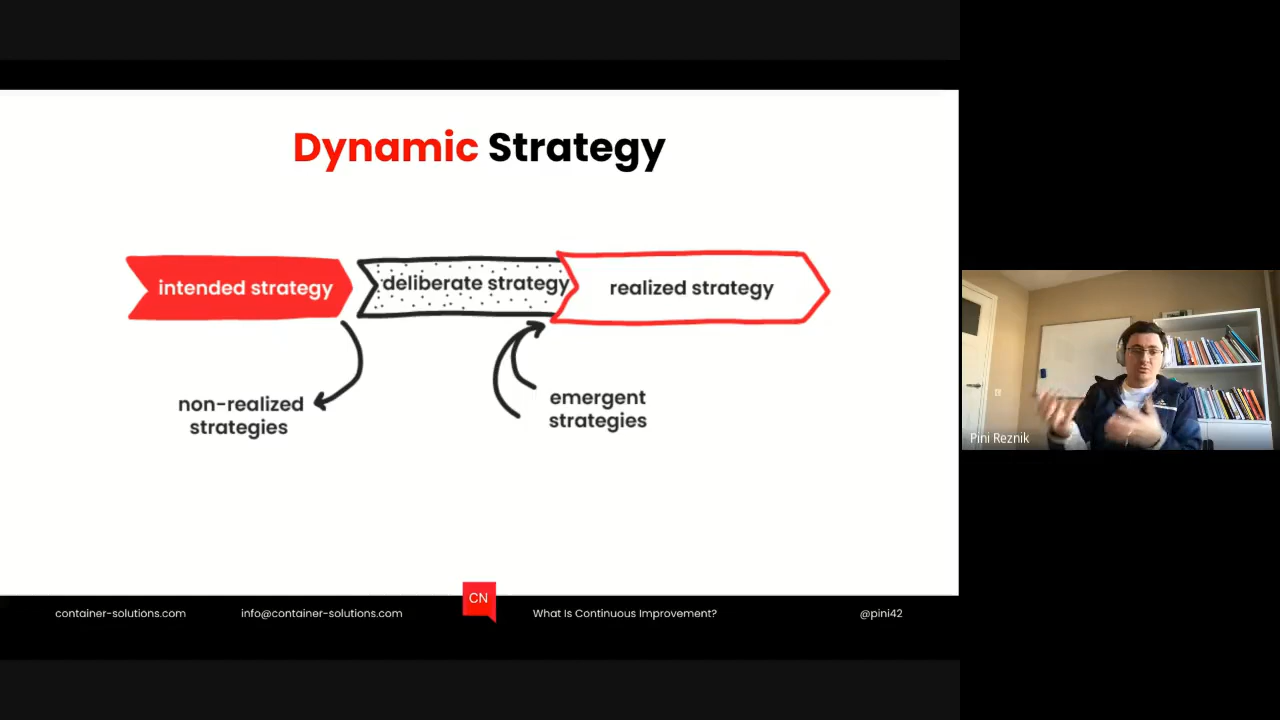 Dynamic Strategy
intended strategy
deliberate strategy
realized strategy
non-realized
strategies
emergent
strategies
Pini Reznik
container-solutions.com
info@container-solutions.com
CN
What Is Continuous Improvement?
@pini42